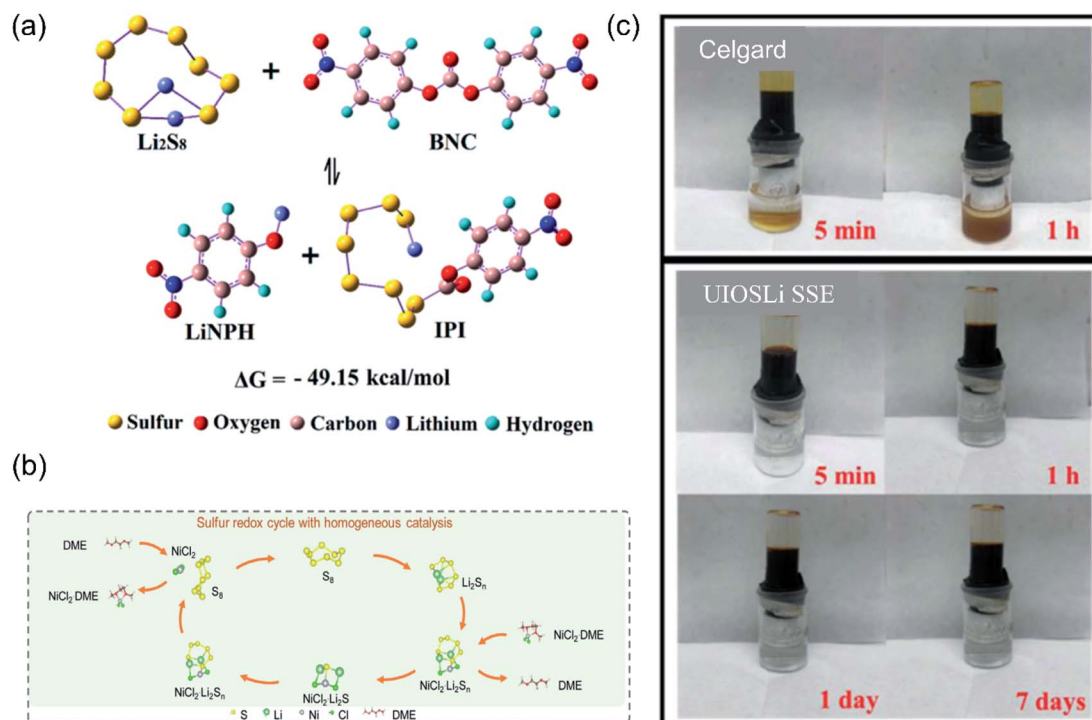 (a)
Li2S8
+
BNC
⇌
LiNPH
+
IPI
ΔG = - 49.15 kcal/mol
Sulfur Oxygen Carbon Lithium Hydrogen
(b)
Sulfur redox cycle with homogeneous catalysis
DME
NiCl2
S8
NiCl2 DME
S8
Li2Sn
NiCl2 DME
DME
NiCl2·Li2Sn
NiCl2·Li2S
NiCl2·Li2Sn
S Li Ni Cl DME
(c)
Celgard
5 min
1 h
UIOSLi SSE
5 min
1 h
1 day
7 days